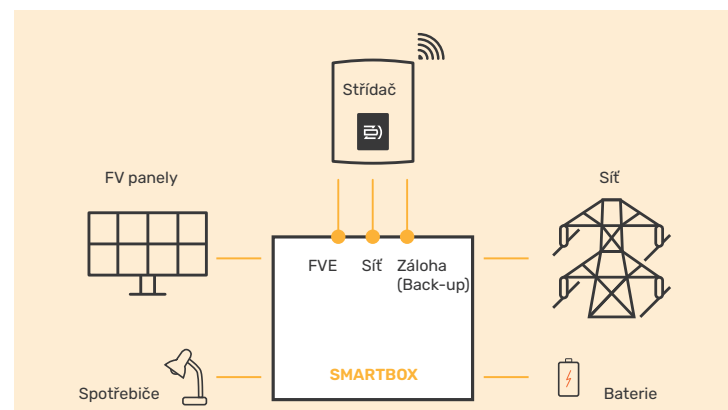 Střídač
FV panely
Síť
FVE
Síť
Záloha
(Back-up)
SMARTBOX
Spotřebiče
Baterie